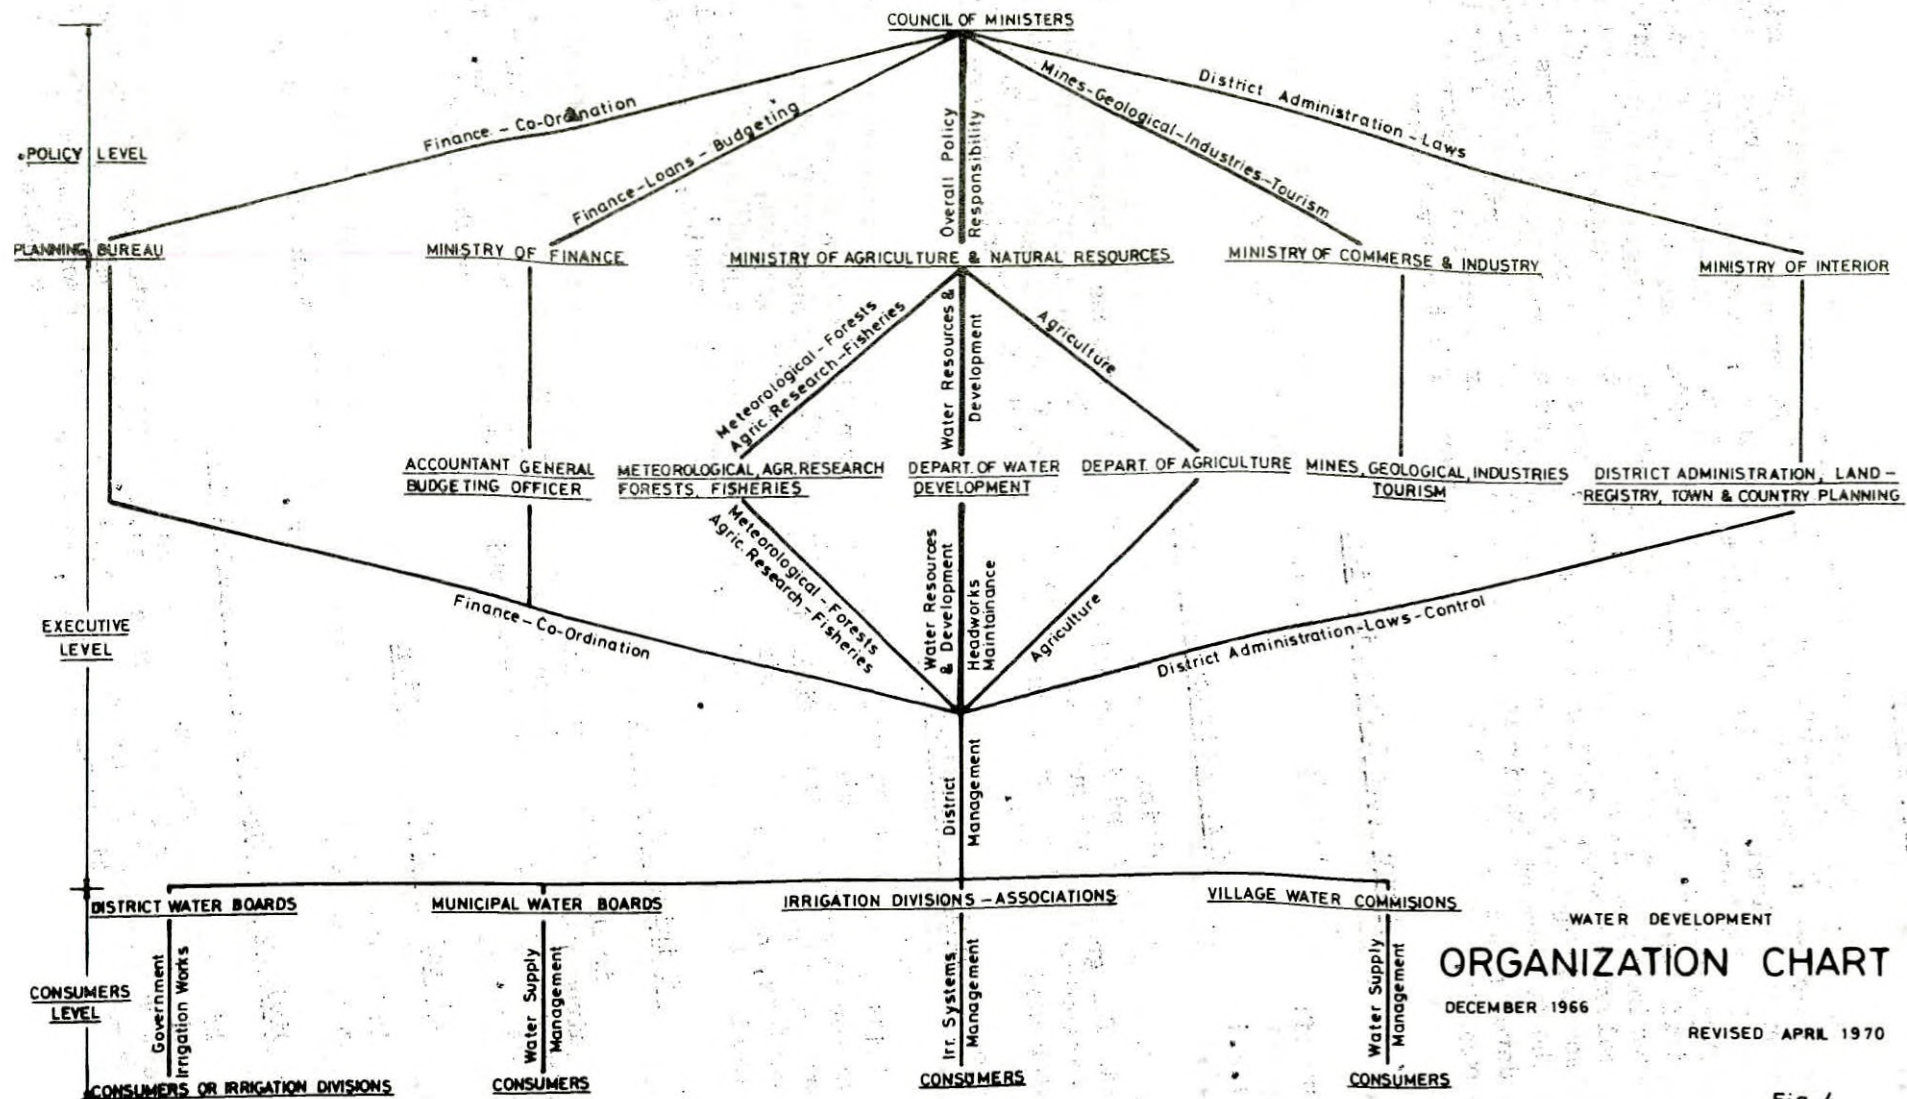 COUNCIL OF MINISTERS
Finance - Co-Ordination
Finance-Loans - Budgeting
Overall Policy
Responsibility
Mines-Geological-Industries-Tourism
District Administration - Laws
POLICY LEVEL
PLANNING BUREAU
MINISTRY OF FINANCE
MINISTRY OF AGRICULTURE & NATURAL RESOURCES
MINISTRY OF COMMERSE & INDUSTRY
MINISTRY OF INTERIOR
Meteorological - Forests
Agric. Research - Fisheries
Water Resources &
Development
Agriculture
ACCOUNTANT GENERAL
BUDGETING OFFICER
METEOROLOGICAL, AGR. RESEARCH
FORESTS, FISHERIES
DEPART. OF WATER
DEVELOPMENT
DEPART. OF AGRICULTURE
MINES, GEOLOGICAL, INDUSTRIES
TOURISM
DISTRICT ADMINISTRATION, LAND -
REGISTRY, TOWN & COUNTRY PLANNING
EXECUTIVE
LEVEL
Finance - Co-Ordination
Meteorological - Forests
Agric. Research - Fisheries
Water Resources
& Development
Headworks
Maintainance
Agriculture
District Administration-Laws-Control
District
Management
DISTRICT WATER BOARDS
MUNICIPAL WATER BOARDS
IRRIGATION DIVISIONS - ASSOCIATIONS
VILLAGE WATER COMMISIONS
CONSUMERS
LEVEL
Government
Irrigation Works
Water Supply
Management
Irr. Systems
Management
Water Supply
Management
CONSUMERS OR IRRIGATION DIVISIONS
CONSUMERS
CONSUMERS
CONSUMERS
WATER DEVELOPMENT
ORGANIZATION CHART
DECEMBER 1966
REVISED APRIL 1970
Fig. 4